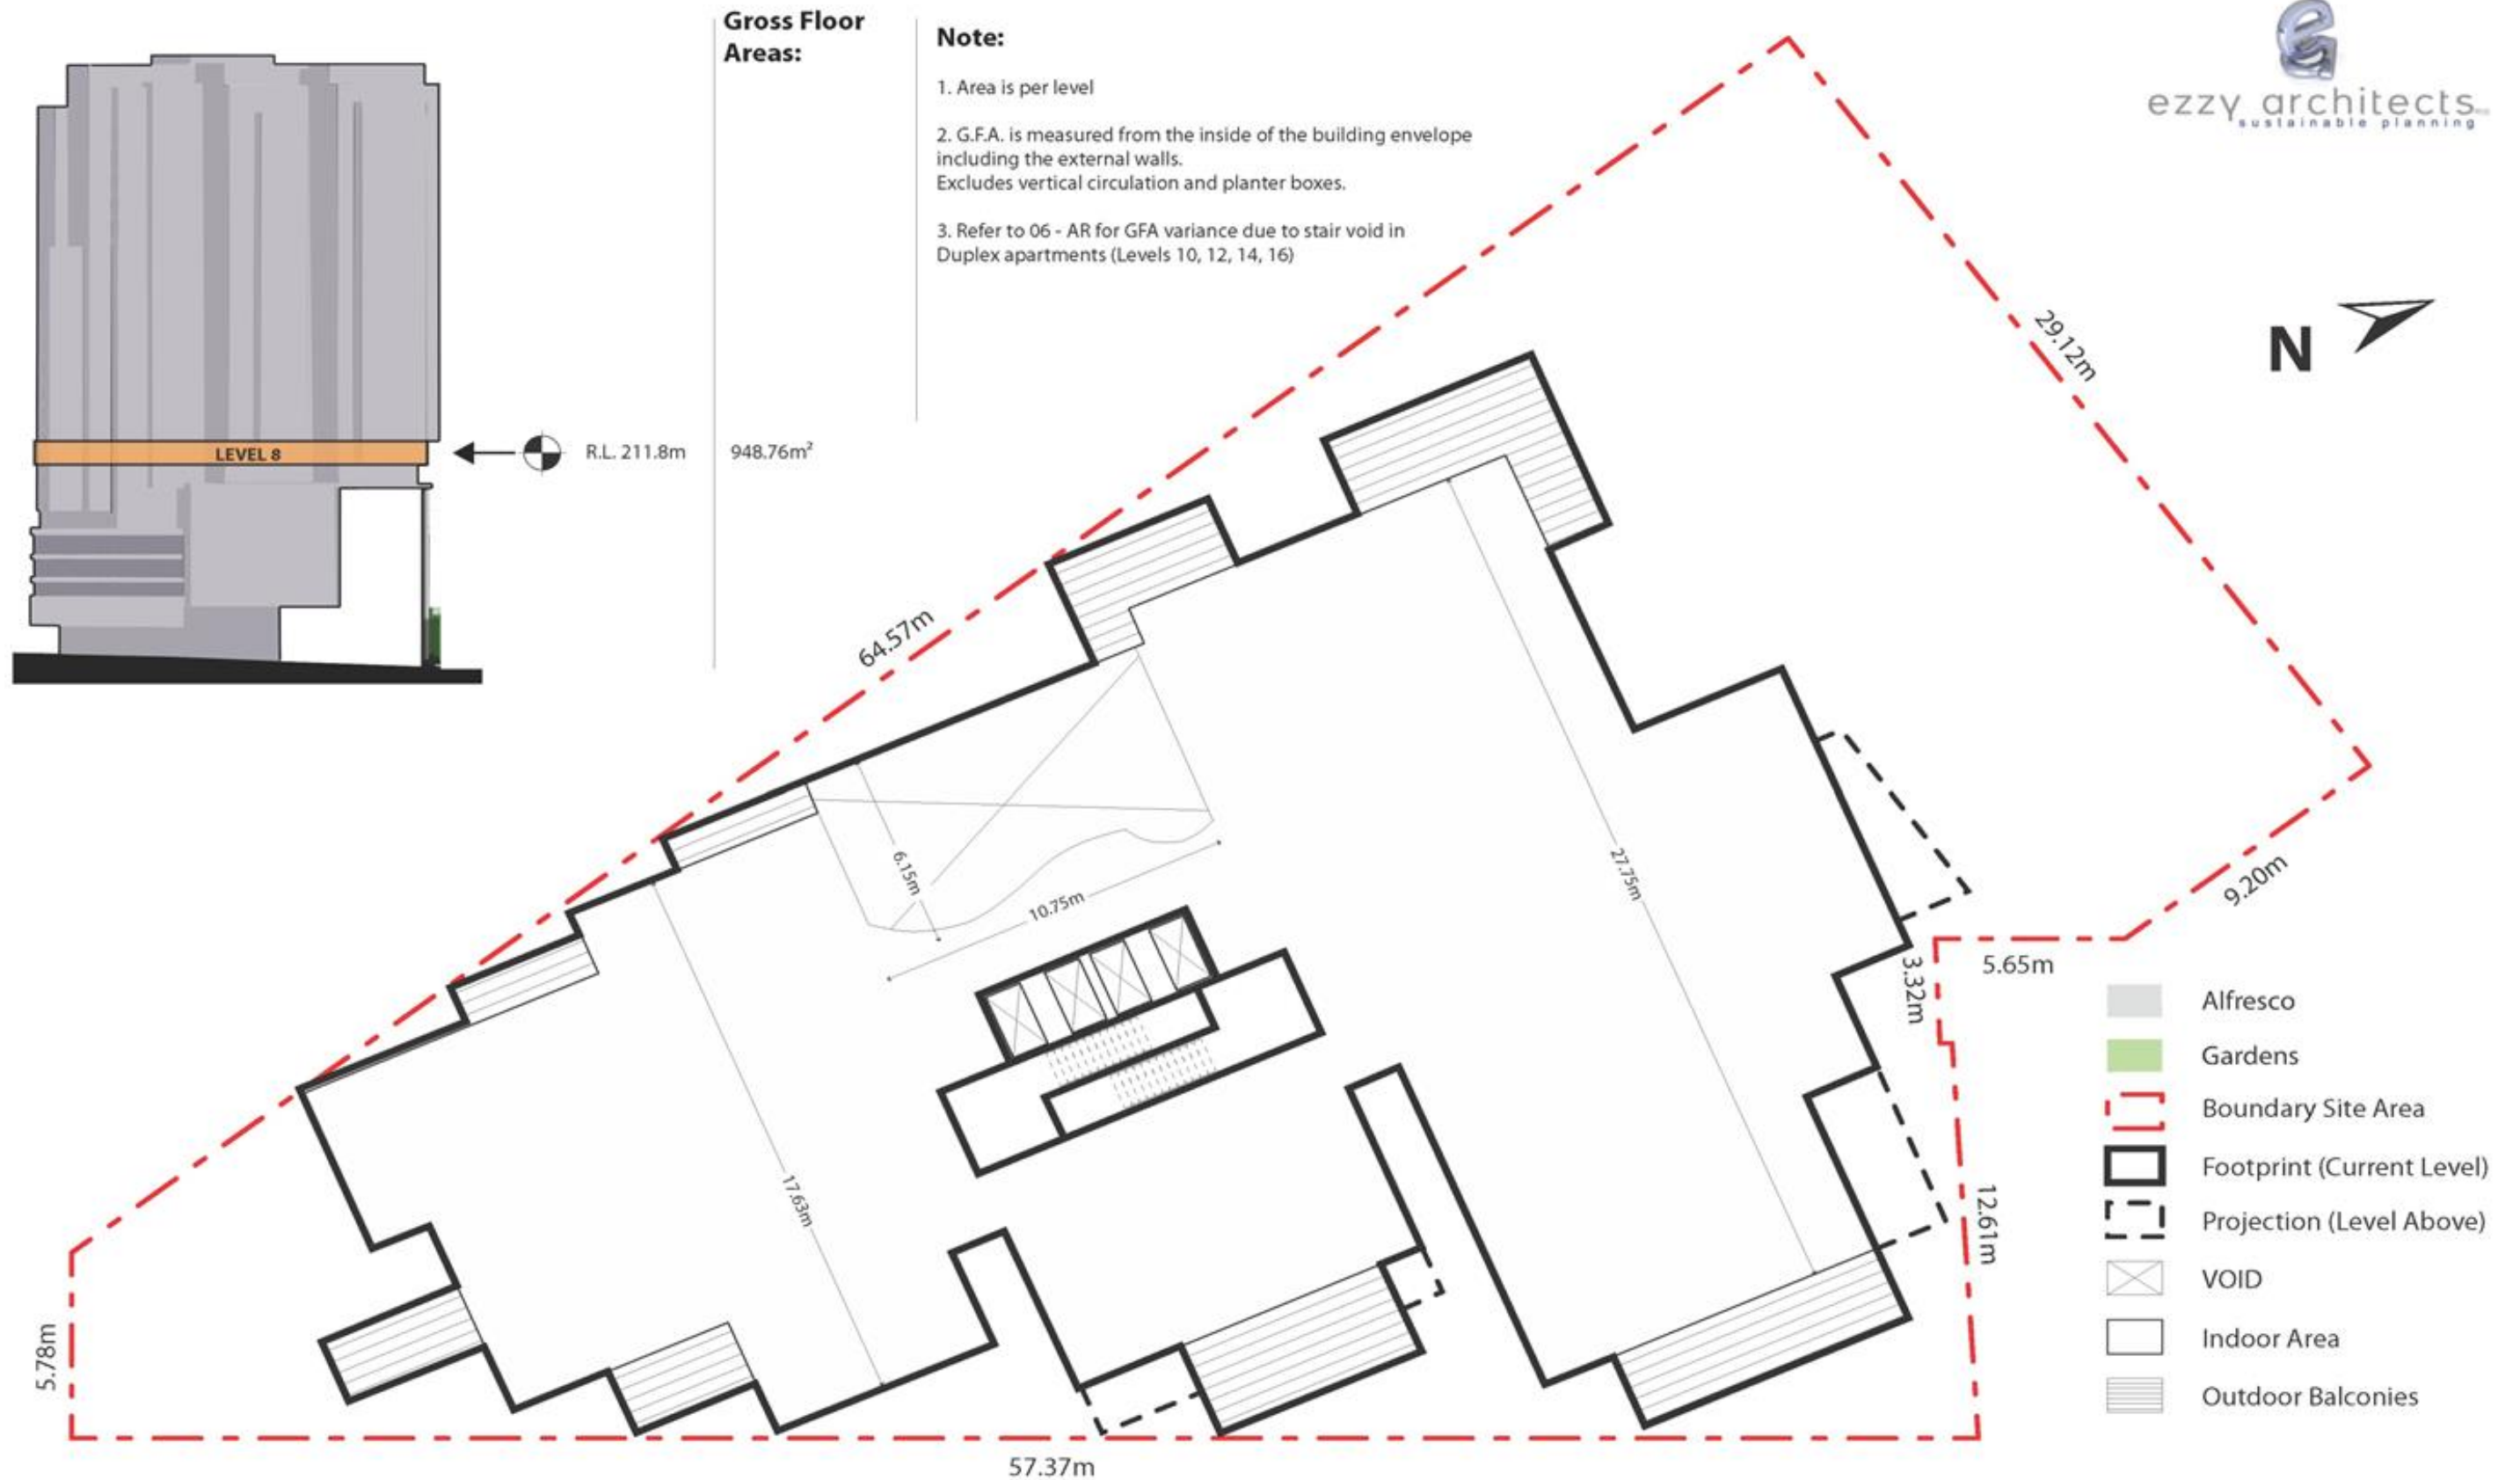 Gross Floor
Areas:
Note:
1. Area is per level
2. G.F.A. is measured from the inside of the building envelope
including the external walls.
Excludes vertical circulation and planter boxes.
3. Refer to 06 - AR for GFA variance due to stair void in
Duplex apartments (Levels 10, 12, 14, 16)
ezzy architects
sustainable planning
N
LEVEL 8
R.L. 211.8m
948.76m²
29.12m
64.57m
6.15m
10.75m
27.75m
9.20m
3.32m
5.65m
17.63m
12.61m
5.78m
57.37m
Alfresco
Gardens
Boundary Site Area
Footprint (Current Level)
Projection (Level Above)
VOID
Indoor Area
Outdoor Balconies